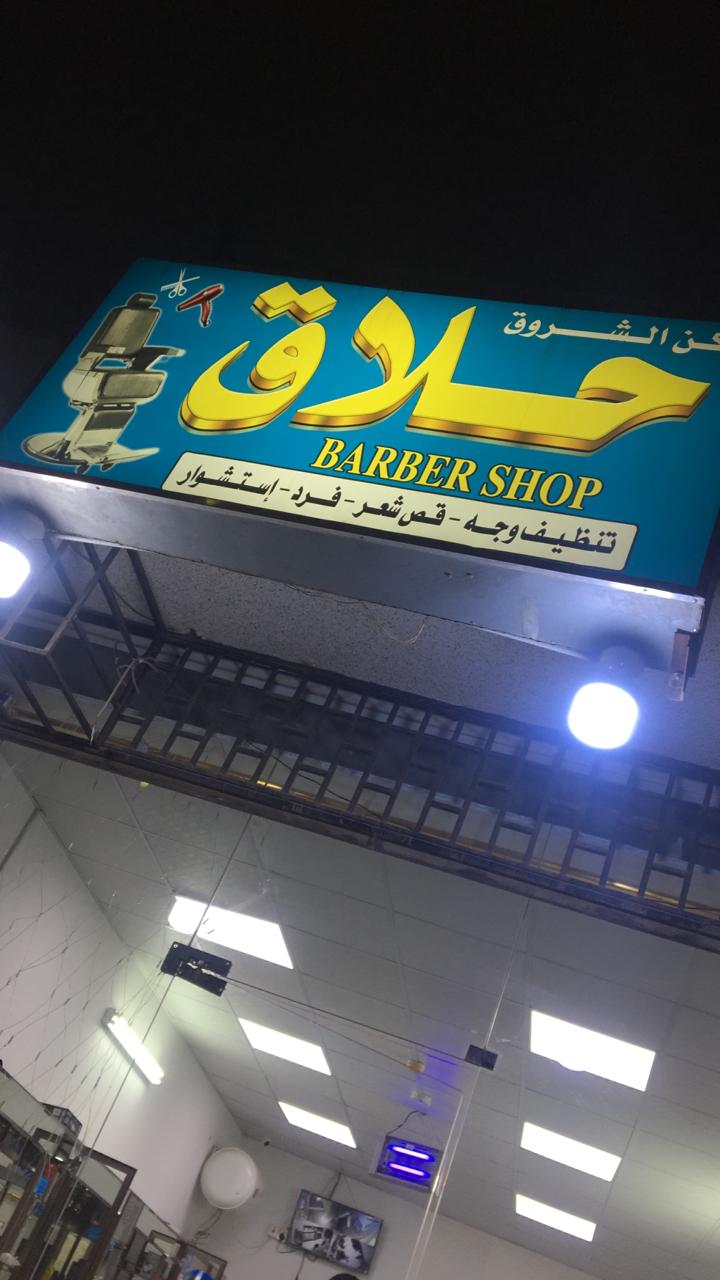 الشروق
حلاق
BARBER SHOP
تنظيف وجه - قص شعر - فرد - إستشوار